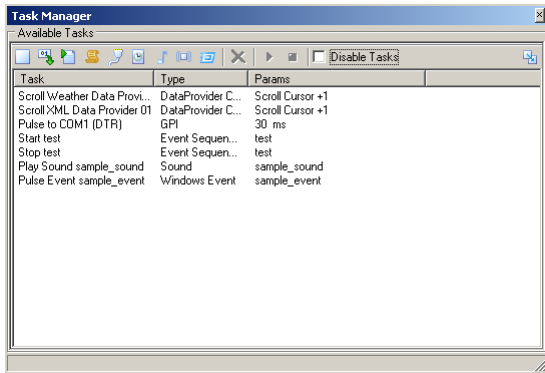 Task Manager
Available Tasks
Disable Tasks
Task Type Params
Scroll Weather Data Provi... DataProvider C... Scroll Cursor +1
Scroll XML Data Provider 01 DataProvider C... Scroll Cursor +1
Pulse to COM1 (DTR) GPI 30 ms
Start test Event Sequen... test
Stop test Event Sequen... test
Play Sound sample_sound Sound sample_sound
Pulse Event sample_event Windows Event sample_event